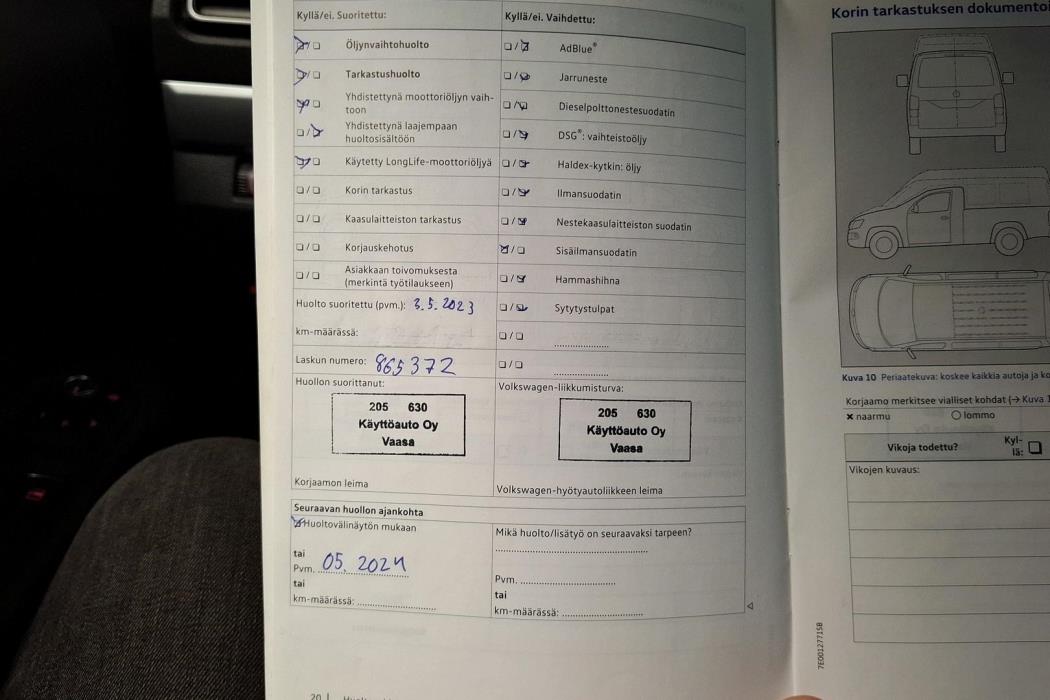 Kyllä/ei. Suoritettu:
Öljynvaihtohuolto
Tarkastushuolto
Yhdistettynä moottoriöljyn vaih-
toon
Yhdistettynä laajempaan
huoltosisältöön
Käytetty LongLife-moottoriöljyä
Korin tarkastus
Kaasulaitteiston tarkastus
Korjauskehotus
Asiakkaan toivomuksesta
(merkintä työtilaukseen)
Huolto suoritettu (pvm.): 3.5.2023
km-määrässä:
Laskun numero: 865372
Huollon suorittanut:
205 630
Käyttöauto Oy
Vaasa
Korjaamon leima
Kyllä/ei. Vaihdettu:
AdBlue®
Jarruneste
Dieselpolttonestesuodatin
DSG®: vaihteistoöljy
Haldex-kytkin: öljy
Ilmansuodatin
Nestekaasulaitteiston suodatin
Sisäilmansuodatin
Hammashihna
Sytytystulpat
Volkswagen-liikkumisturva:
205 630
Käyttöauto Oy
Vaasa
Volkswagen-hyötyautoliikkeen leima
Seuraavan huollon ajankohta
Huoltovälinäytön mukaan
tai
Pvm. 05. 2024
tai
km-määrässä:
Mikä huolto/lisätyö on seuraavaksi tarpeen?
Pvm.
tai
km-määrässä:
20
Korin tarkastuksen dokumentoi
Kuva 10 Periaatekuva: koskee kaikkia autoja ja ko
Korjaamo merkitsee vialliset kohdat (→ Kuva 1
naarmu lommo
Vikoja todettu? Kyl-
lä:
Vikojen kuvaus:
7E0012771SB